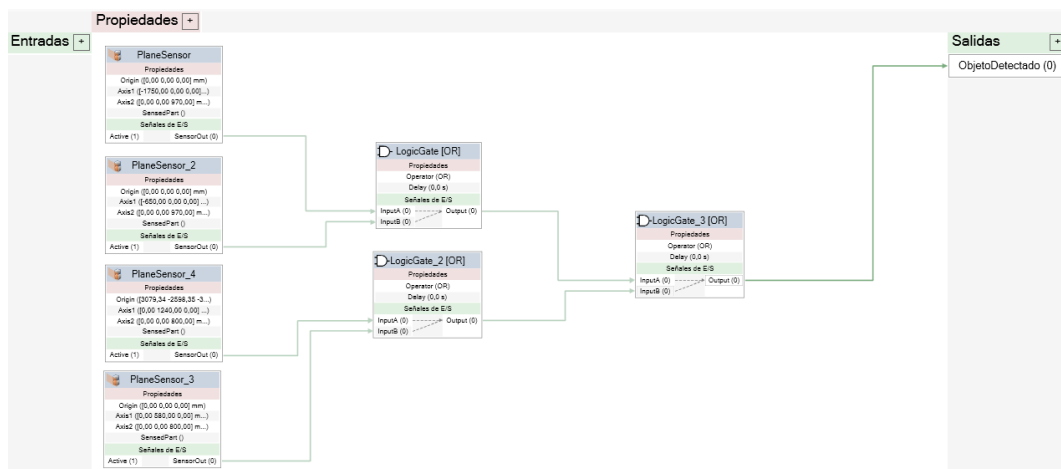 Propiedades +
Entradas +
Salidas +
ObjetoDetectado (0)
PlaneSensor
Propiedades
Origin ([0,00 0,00 0,00] mm)
Axis1 ([-1750,00 0,00 0,00]...)
Axis2 ([0,00 0,00 970,00] m...)
SensedPart ()
Señales de E/S
Active (1) SensorOut (0)
PlaneSensor_2
Propiedades
Origin ([0,00 0,00 0,00] mm)
Axis1 ([-650,00 0,00 0,00] ...)
Axis2 ([0,00 0,00 970,00] m...)
SensedPart ()
Señales de E/S
Active (1) SensorOut (0)
PlaneSensor_4
Propiedades
Origin ([3079,34 -2598,35 -3...)
Axis1 ([0,00 1240,00 0,00] ...)
Axis2 ([0,00 0,00 800,00] m...)
SensedPart ()
Señales de E/S
Active (1) SensorOut (0)
PlaneSensor_3
Propiedades
Origin ([0,00 0,00 0,00] mm)
Axis1 ([0,00 580,00 0,00] m...)
Axis2 ([0,00 0,00 800,00] m...)
SensedPart ()
Señales de E/S
Active (1) SensorOut (0)
LogicGate [OR]
Propiedades
Operator (OR)
Delay (0,0 s)
Señales de E/S
InputA (0) Output (0)
InputB (0)
LogicGate_2 [OR]
Propiedades
Operator (OR)
Delay (0,0 s)
Señales de E/S
InputA (0) Output (0)
InputB (0)
LogicGate_3 [OR]
Propiedades
Operator (OR)
Delay (0,0 s)
Señales de E/S
InputA (0) Output (0)
InputB (0)